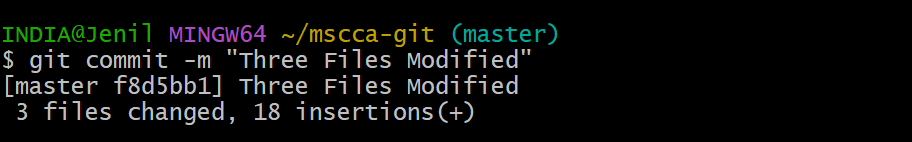 INDIA@Jenil MINGW64 ~/mscca-git (master)
$ git commit -m "Three Files Modified"
[master f8d5bb1] Three Files Modified
 3 files changed, 18 insertions(+)